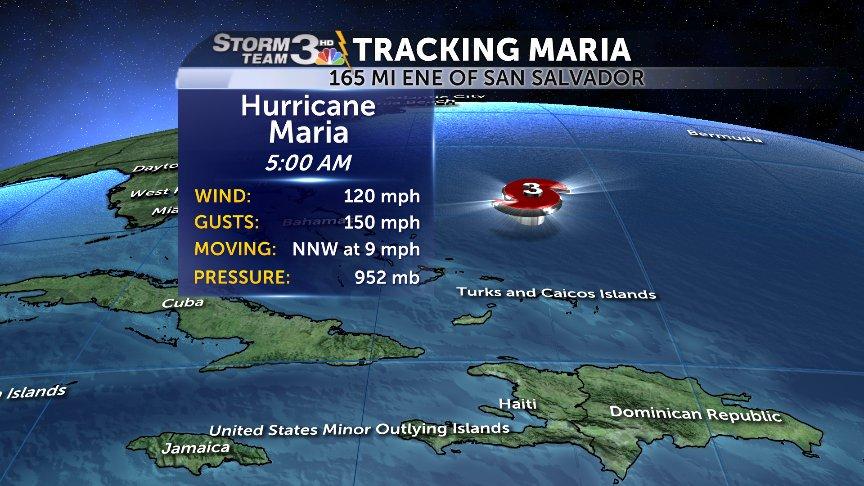 STORM
TEAM 3 HD
TRACKING MARIA
165 MI ENE OF SAN SALVADOR
Hurricane
Maria
5:00 AM
WIND: 120 mph
GUSTS: 150 mph
MOVING: NNW at 9 mph
PRESSURE: 952 mb
3
Bermuda
Dayto
West
Mia
Bahama
Turks and Caicos Islands
Cuba
Islands
Haiti
Dominican Republic
United States Minor Outlying Islands
Jamaica